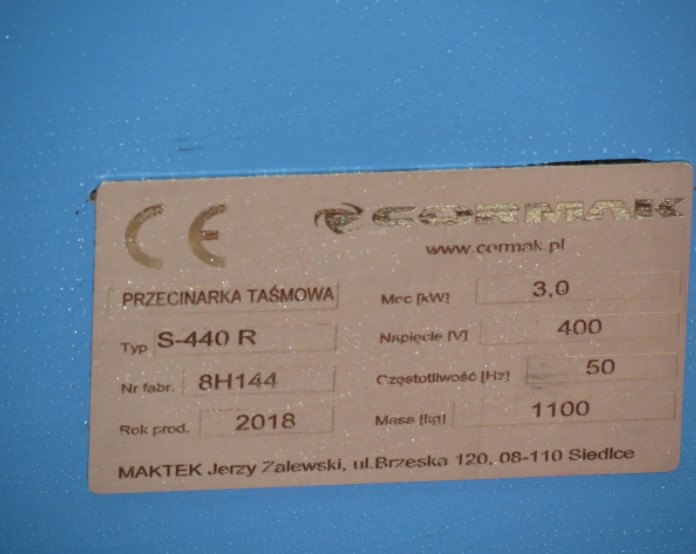 CE CORMAK
www.cormak.pl
PRZECINARKA TAŚMOWA
Moc [kW] 3,0
Typ S-440 R
Napięcie [V] 400
Nr fabr. 8H144
Częstotliwość [Hz] 50
Rok prod. 2018
Masa [kg] 1100
MAKTEK Jerzy Zalewski, ul.Brzeska 120, 08-110 Siedlce